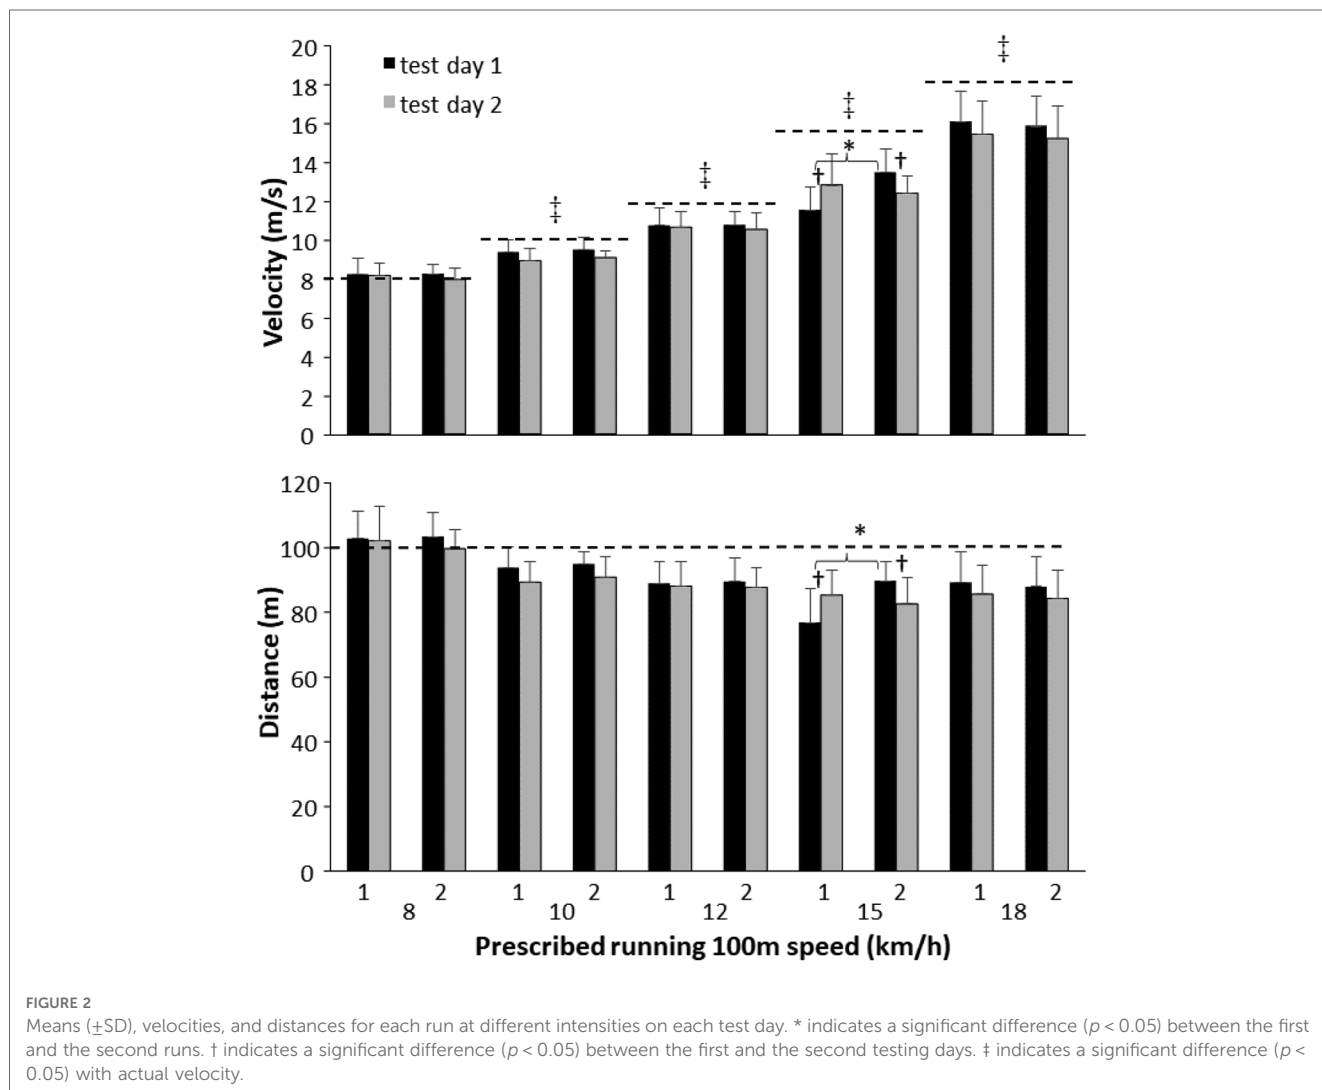 20
18
16
14
12
10
8
6
4
2
0
Velocity (m/s)
test day 1
test day 2
‡
‡
‡
‡
*
†
†
120
100
80
60
40
20
0
Distance (m)
*
†
†
1 2 1 2 1 2 1 2 1 2
8 10 12 15 18
Prescribed running 100m speed (km/h)
FIGURE 2
Means (±SD), velocities, and distances for each run at different intensities on each test day. * indicates a significant difference (p < 0.05) between the first
and the second runs. † indicates a significant difference (p < 0.05) between the first and the second testing days. ‡ indicates a significant difference (p <
0.05) with actual velocity.